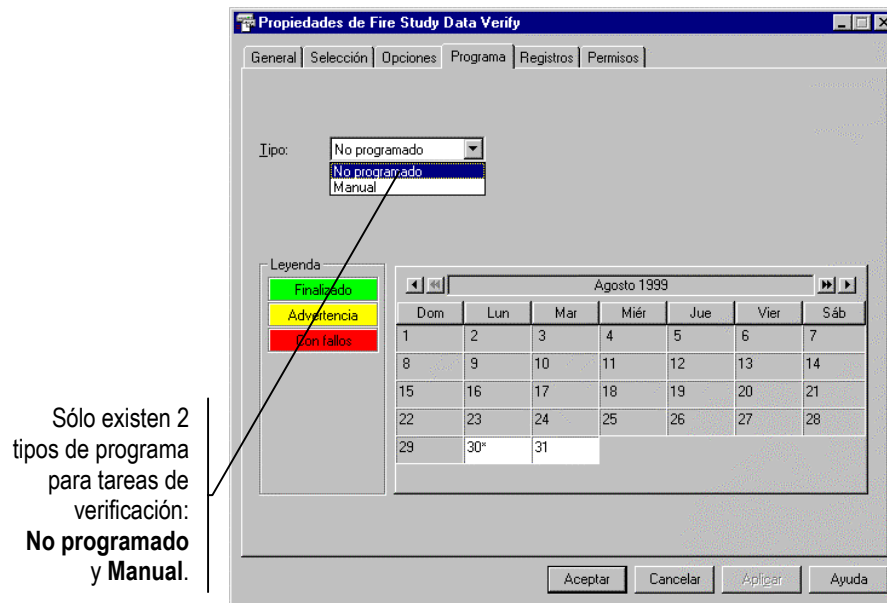 Propiedades de Fire Study Data Verify
General Selección Opciones Programa Registros Permisos
Tipo: No programado
No programado
Manual
Leyenda
Finalizado
Advertencia
Con fallos
Agosto 1999
Dom Lun Mar Miér Jue Vier Sáb
1 2 3 4 5 6 7
8 9 10 11 12 13 14
15 16 17 18 19 20 21
22 23 24 25 26 27 28
29 30* 31
Sólo existen 2
tipos de programa
para tareas de
verificación:
No programado
y Manual.
Aceptar Cancelar Aplicar Ayuda